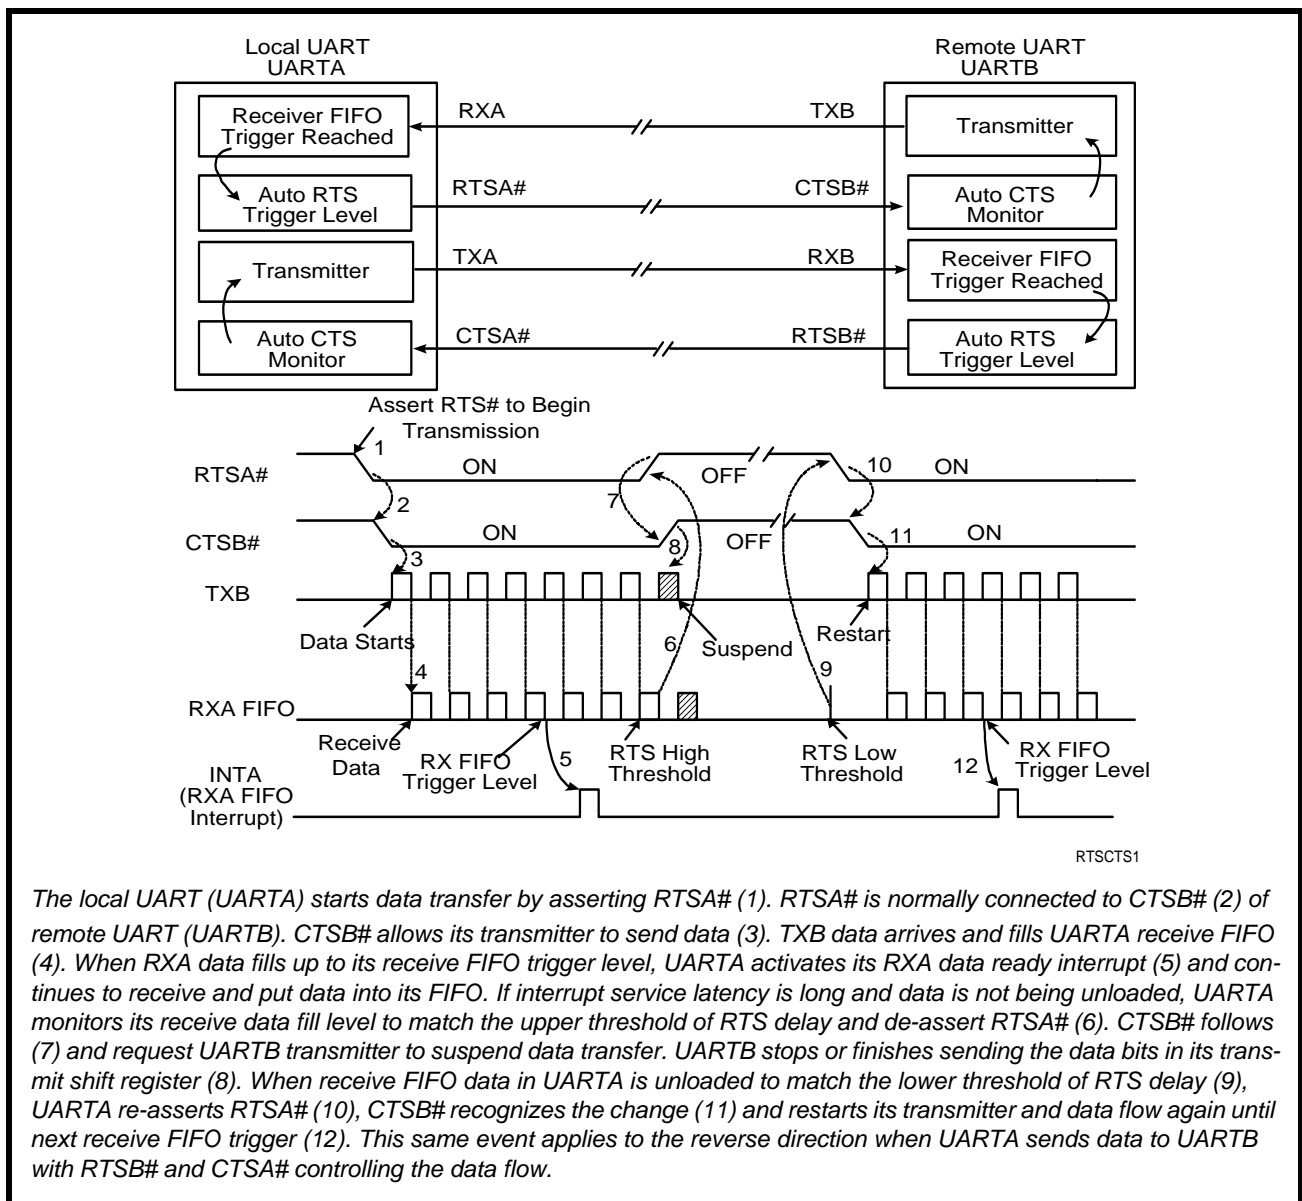 Local UART
UARTA
Remote UART
UARTB
Receiver FIFO
Trigger Reached
RXA
TXB
Transmitter
Auto RTS
Trigger Level
RTSA#
CTSB#
Auto CTS
Monitor
Transmitter
TXA
RXB
Receiver FIFO
Trigger Reached
Auto CTS
Monitor
CTSA#
RTSB#
Auto RTS
Trigger Level
Assert RTS# to Begin
Transmission
1
RTSA#
ON
OFF
10
ON
2
7
CTSB#
ON
8
OFF
11
ON
3
TXB
Data Starts
6
Suspend
Restart
4
9
RXA FIFO
Receive
Data
RX FIFO
Trigger Level
5
RTS High
Threshold
RTS Low
Threshold
12
RX FIFO
Trigger Level
INTA
(RXA FIFO
Interrupt)
RTSCTS1
The local UART (UARTA) starts data transfer by asserting RTSA# (1). RTSA# is normally connected to CTSB# (2) of
remote UART (UARTB). CTSB# allows its transmitter to send data (3). TXB data arrives and fills UARTA receive FIFO
(4). When RXA data fills up to its receive FIFO trigger level, UARTA activates its RXA data ready interrupt (5) and con-
tinues to receive and put data into its FIFO. If interrupt service latency is long and data is not being unloaded, UARTA
monitors its receive data fill level to match the upper threshold of RTS delay and de-assert RTSA# (6). CTSB# follows
(7) and request UARTB transmitter to suspend data transfer. UARTB stops or finishes sending the data bits in its trans-
mit shift register (8). When receive FIFO data in UARTA is unloaded to match the lower threshold of RTS delay (9),
UARTA re-asserts RTSA# (10), CTSB# recognizes the change (11) and restarts its transmitter and data flow again until
next receive FIFO trigger (12). This same event applies to the reverse direction when UARTA sends data to UARTB
with RTSB# and CTSA# controlling the data flow.